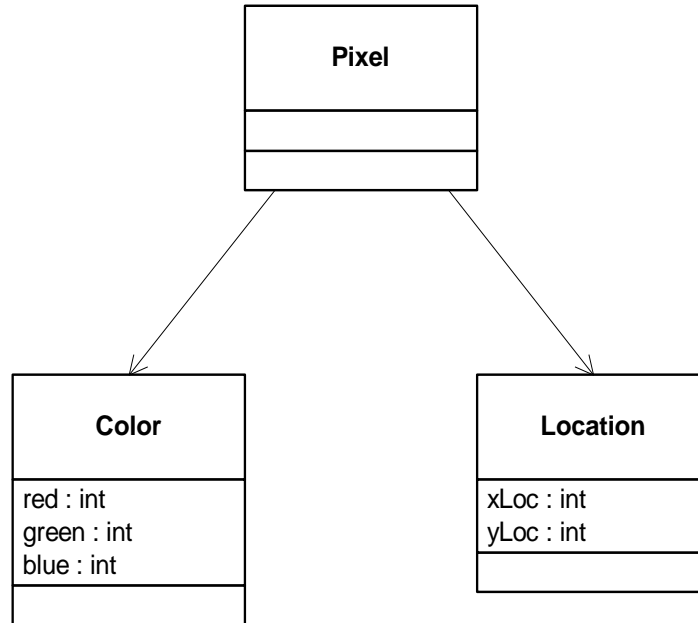 Pixel
Color
red : int
green : int
blue : int
Location
xLoc : int
yLoc : int